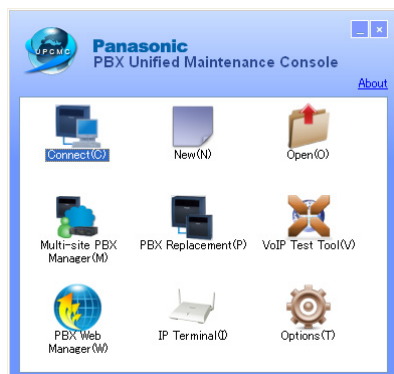 UPCMC
Panasonic
PBX Unified Maintenance Console
About
Connect(C)
New(N)
Open(O)
Multi-site PBX
Manager(M)
PBX Replacement(P)
VoIP Test Tool(V)
PBX Web
Manager(W)
IP Terminal(I)
Options(T)